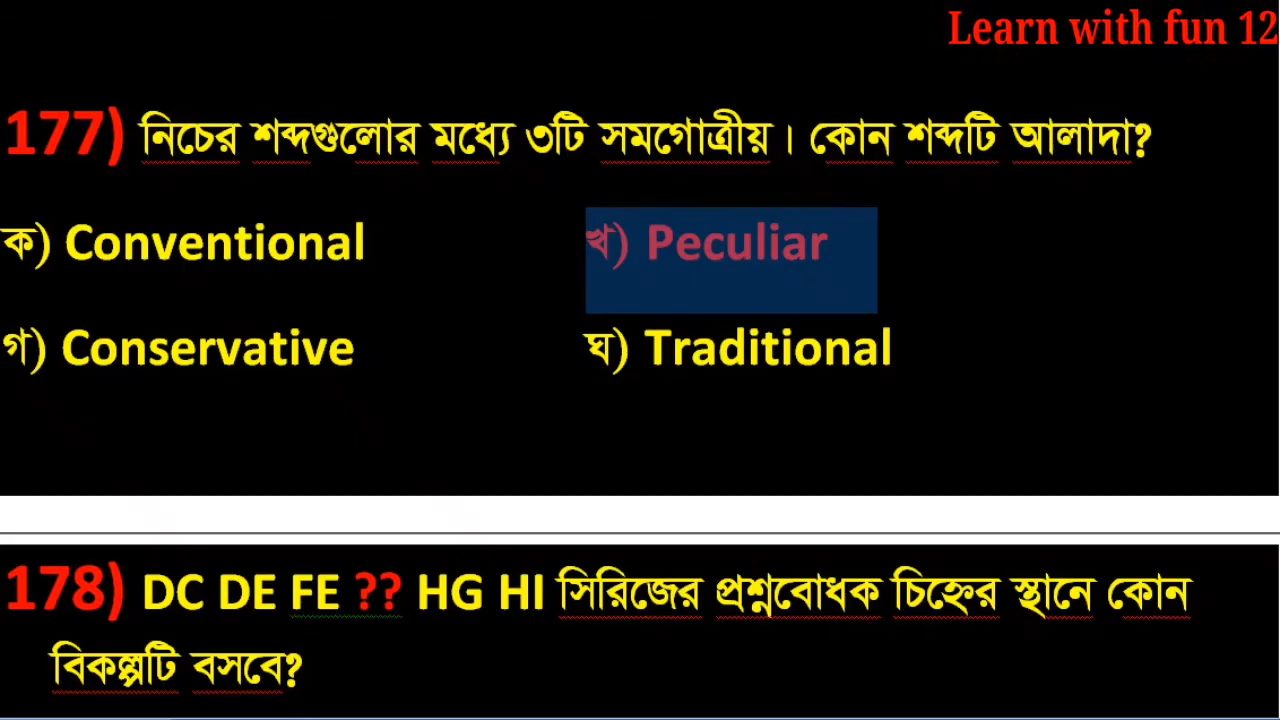 Learn with fun 12
177) নিচের শব্দগুলোর মধ্যে ৩টি সমগোত্রীয়। কোন শব্দটি আলাদা?
ক) Conventional খ) Peculiar
গ) Conservative ঘ) Traditional
178) DC DE FE ?? HG HI সিরিজের প্রশ্নবোধক চিহ্নের স্থানে কোন
বিকল্পটি বসবে?